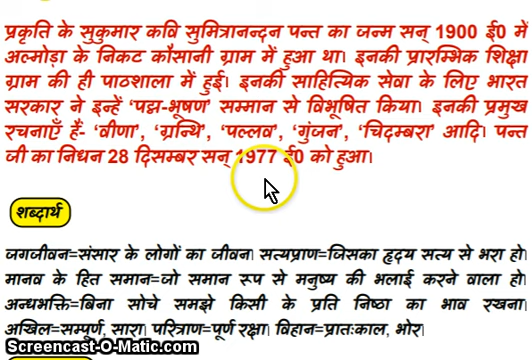 प्रकृति के सुकुमार कवि सुमित्रानन्दन पन्त का जन्म सन् 1900 ई0 में
अल्मोड़ा के निकट कौसानी ग्राम में हुआ था। इनकी प्रारम्भिक शिक्षा
ग्राम की ही पाठशाला में हुई। इनकी साहित्यिक सेवा के लिए भारत
सरकार ने इन्हें ‘पद्म-भूषण’ सम्मान से विभूषित किया। इनकी प्रमुख
रचनाएँ हैं- ‘वीणा’, ‘ग्रन्थि’, ‘पल्लव’, ‘गुंजन’, ‘चिदम्बरा’ आदि। पन्त
जी का निधन 28 दिसम्बर सन् 1977 ई0 को हुआ।
शब्दार्थ
जगजीवन=संसार के लोगों का जीवन। सत्यप्राण=जिसका हृदय सत्य से भरा हो।
मानव के हित समान=जो समान रूप से मनुष्य की भलाई करने वाला हो।
अन्धभक्ति=बिना सोचे समझे किसी के प्रति निष्ठा का भाव रखना।
अखिल=सम्पूर्ण, सारा। परित्राण=पूर्ण रक्षा। विहान=प्रातःकाल, भोर।
Screencast-O-Matic.com